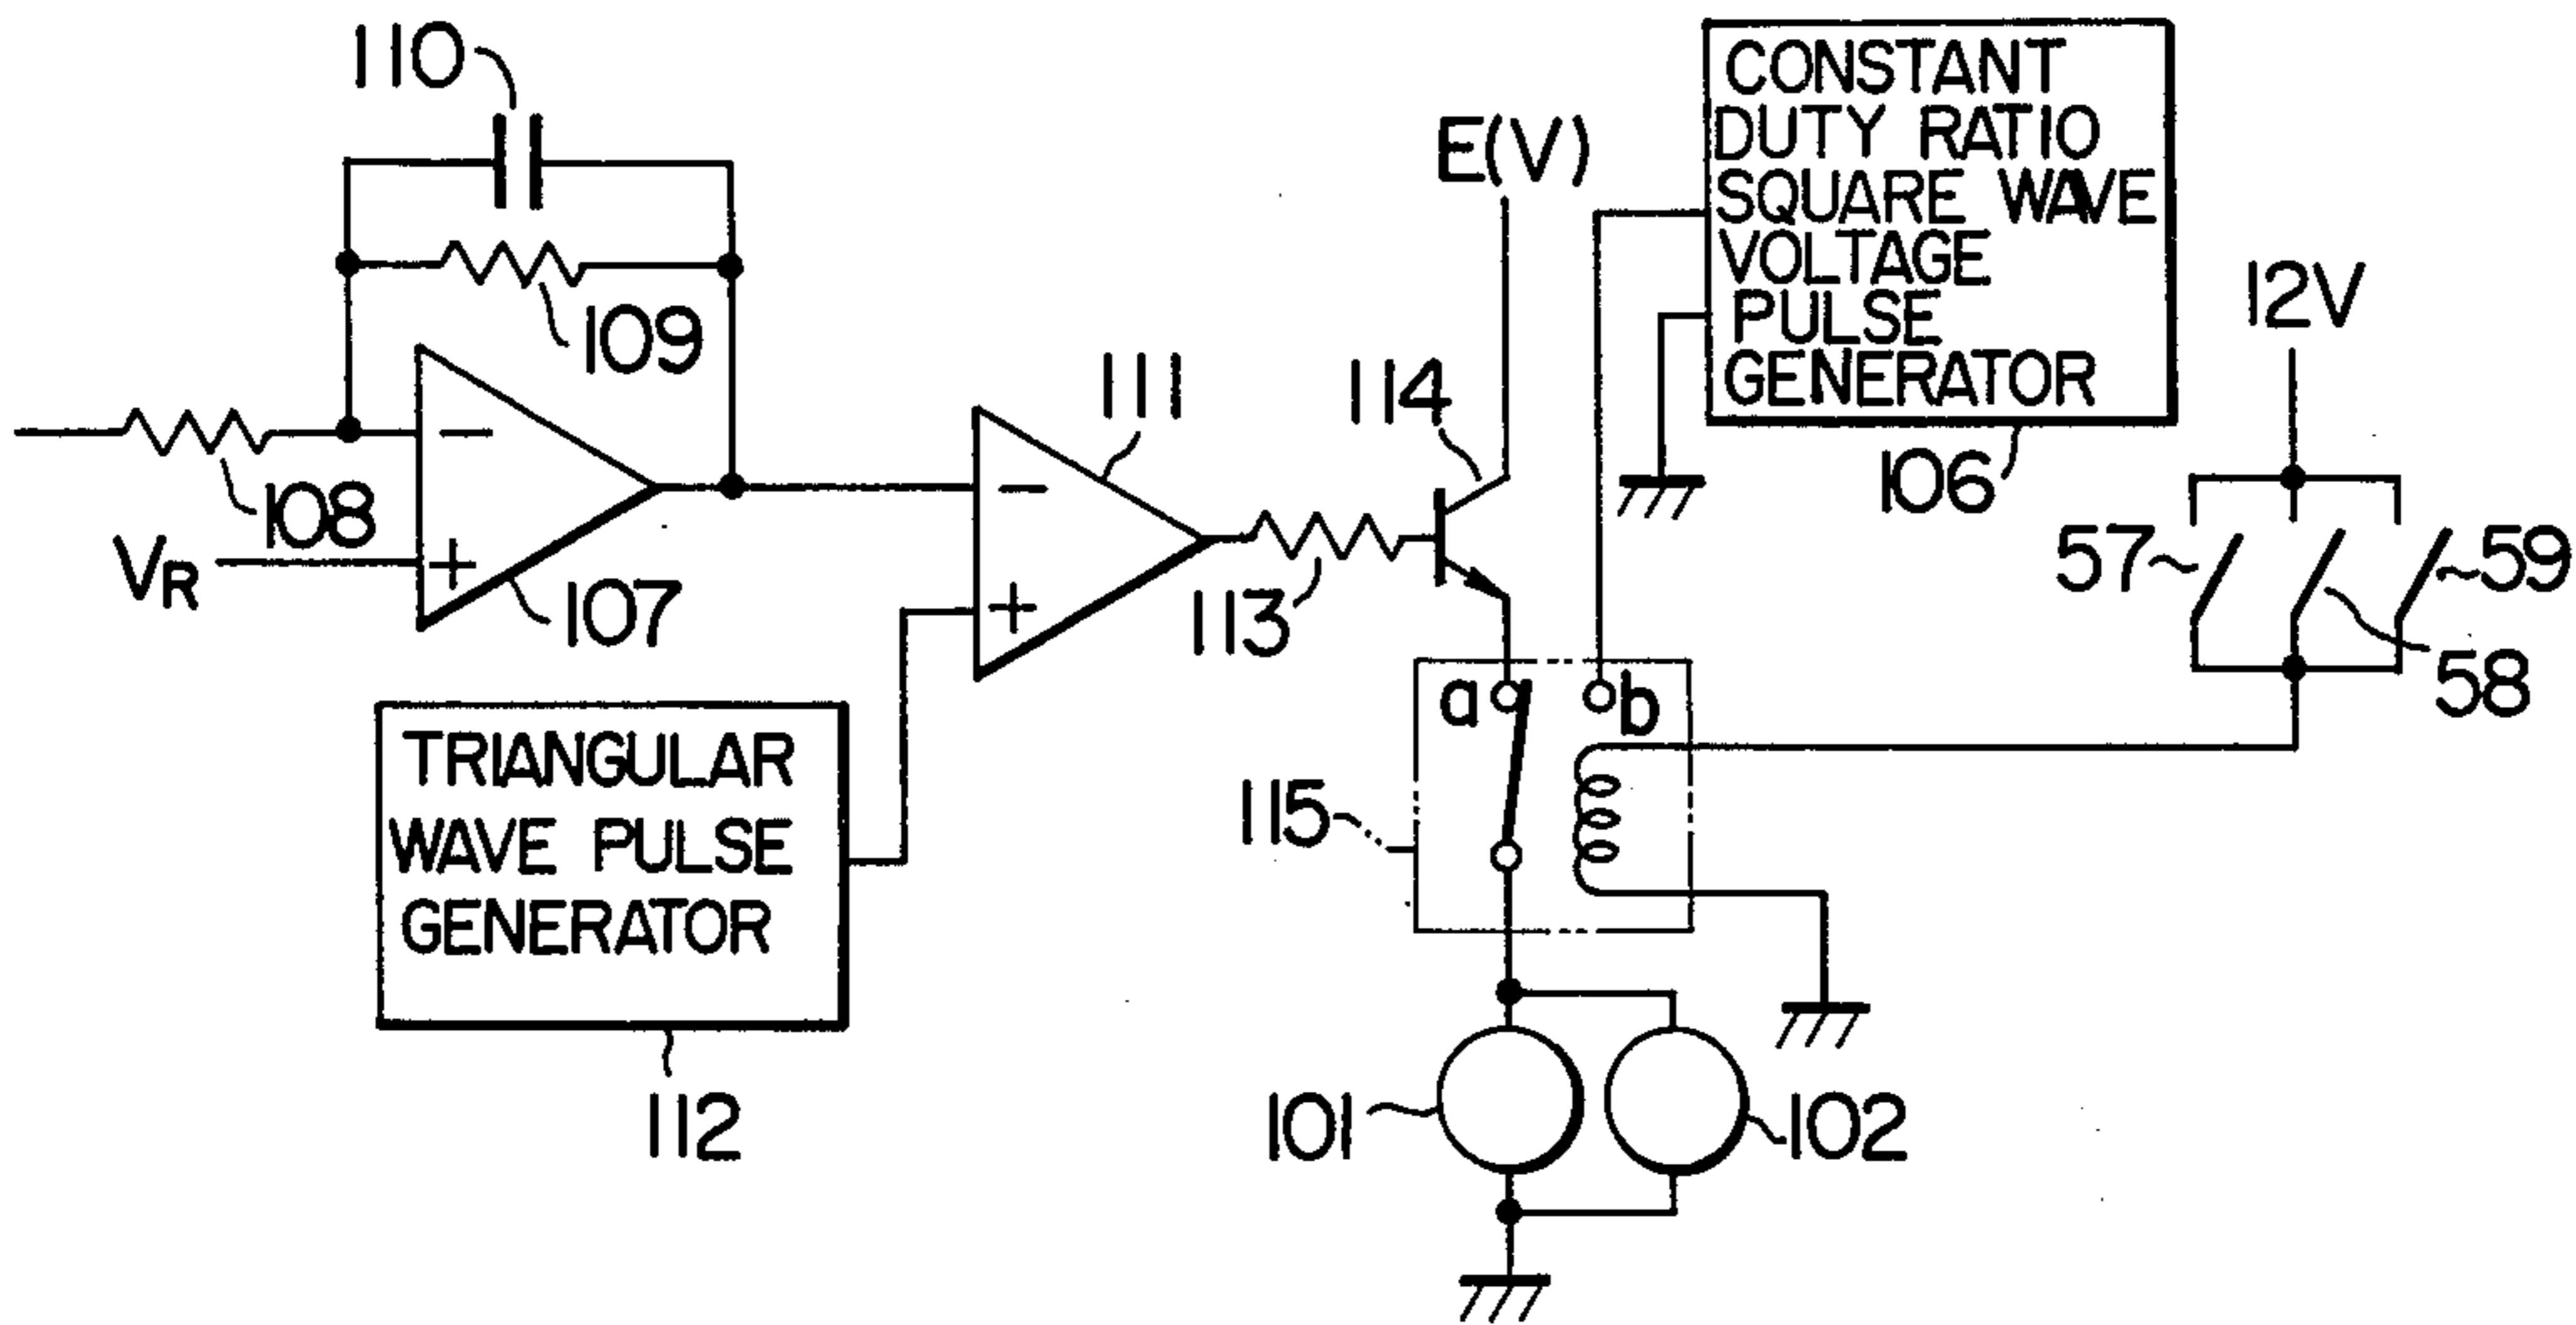 110
E(V)
CONSTANT
DUTY RATIO
SQUARE WAVE
VOLTAGE
PULSE
GENERATOR
12V
109
111
114
108
106
VR
−
+
107
−
+
113
57
58
59
a
b
TRIANGULAR
WAVE PULSE
GENERATOR
115
112
101
102